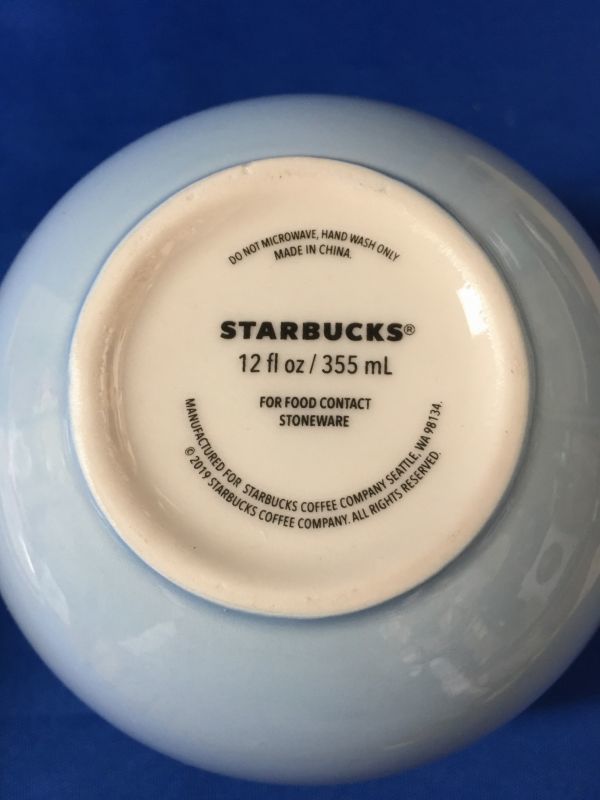 DO NOT MICROWAVE, HAND WASH ONLY
MADE IN CHINA.
STARBUCKS®
12 fl oz / 355 mL
FOR FOOD CONTACT
STONEWARE
MANUFACTURED FOR STARBUCKS COFFEE COMPANY SEATTLE, WA 98134.
© 2019 STARBUCKS COFFEE COMPANY. ALL RIGHTS RESERVED.